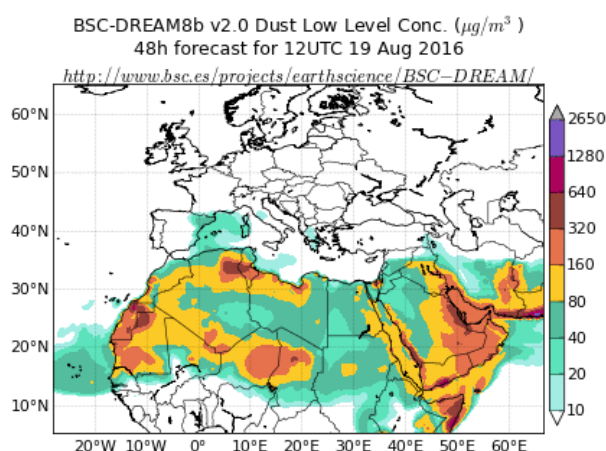 BSC-DREAM8b v2.0 Dust Low Level Conc. (μg/m³ )
48h forecast for 12UTC 19 Aug 2016
http://www.bsc.es/projects/earthscience/BSC−DREAM/
60°N
50°N
40°N
30°N
20°N
10°N
20°W 10°W 0° 10°E 20°E 30°E 40°E 50°E 60°E
2650
1280
640
320
160
80
40
20
10